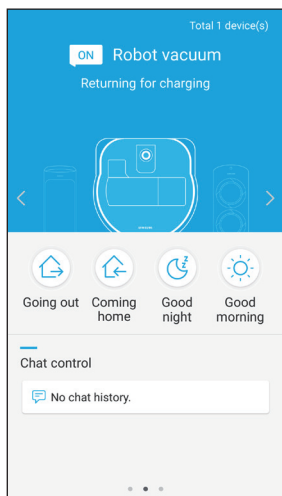 Total 1 device(s)
ON Robot vacuum
Returning for charging
SAMSUNG
Going out
Coming
home
Good
night
Good
morning
Chat control
No chat history.